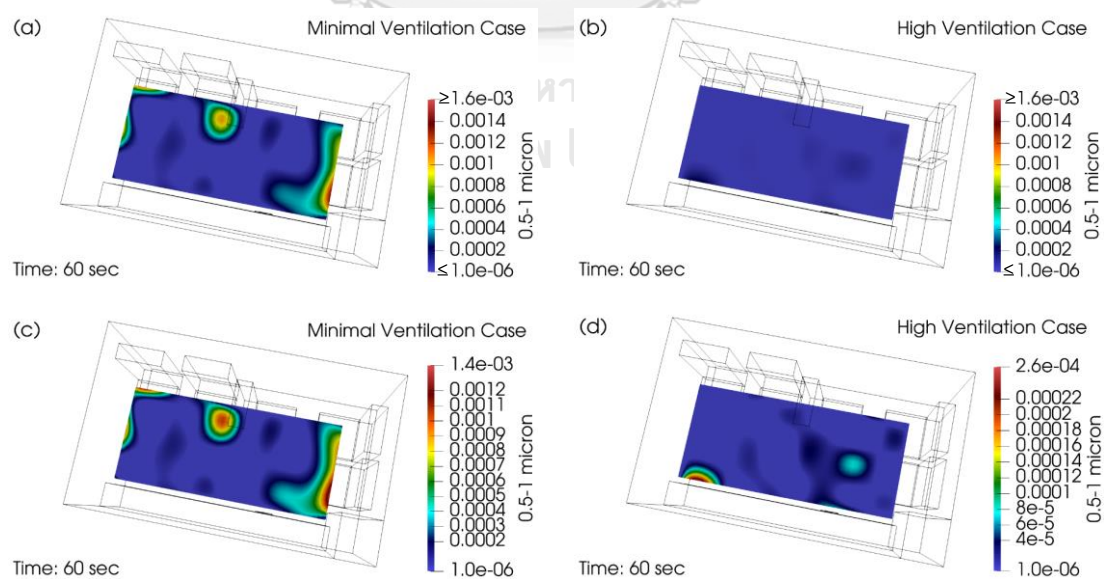 (a)
Minimal Ventilation Case
≥1.6e-03
0.0014
0.0012
0.001
0.0008
0.0006
0.0004
0.0002
≤1.0e-06
0.5-1 micron
Time: 60 sec
(b)
High Ventilation Case
≥1.6e-03
0.0014
0.0012
0.001
0.0008
0.0006
0.0004
0.0002
≤1.0e-06
0.5-1 micron
Time: 60 sec
(c)
Minimal Ventilation Case
1.4e-03
0.0012
0.0011
0.001
0.0009
0.0008
0.0007
0.0006
0.0005
0.0004
0.0003
0.0002
1.0e-06
0.5-1 micron
Time: 60 sec
(d)
High Ventilation Case
2.6e-04
0.00022
0.0002
0.00018
0.00016
0.00014
0.00012
0.0001
8e-5
6e-5
4e-5
1.0e-06
0.5-1 micron
Time: 60 sec